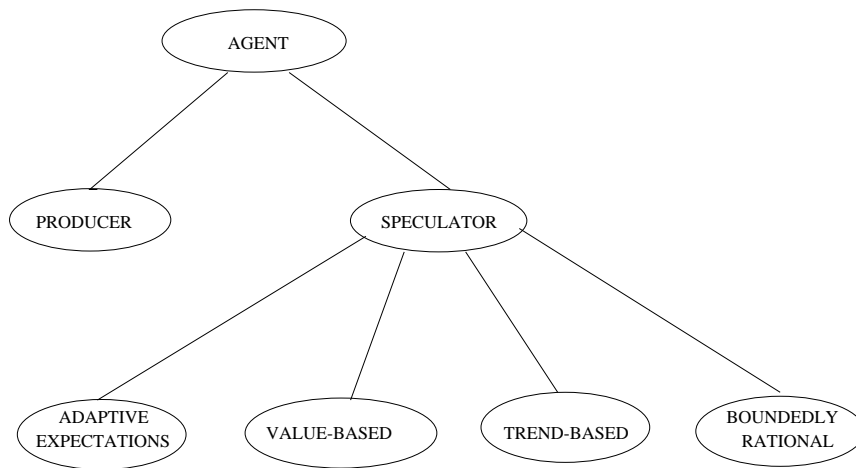 AGENT
PRODUCER
SPECULATOR
ADAPTIVE
EXPECTATIONS
VALUE-BASED
TREND-BASED
BOUNDEDLY
RATIONAL